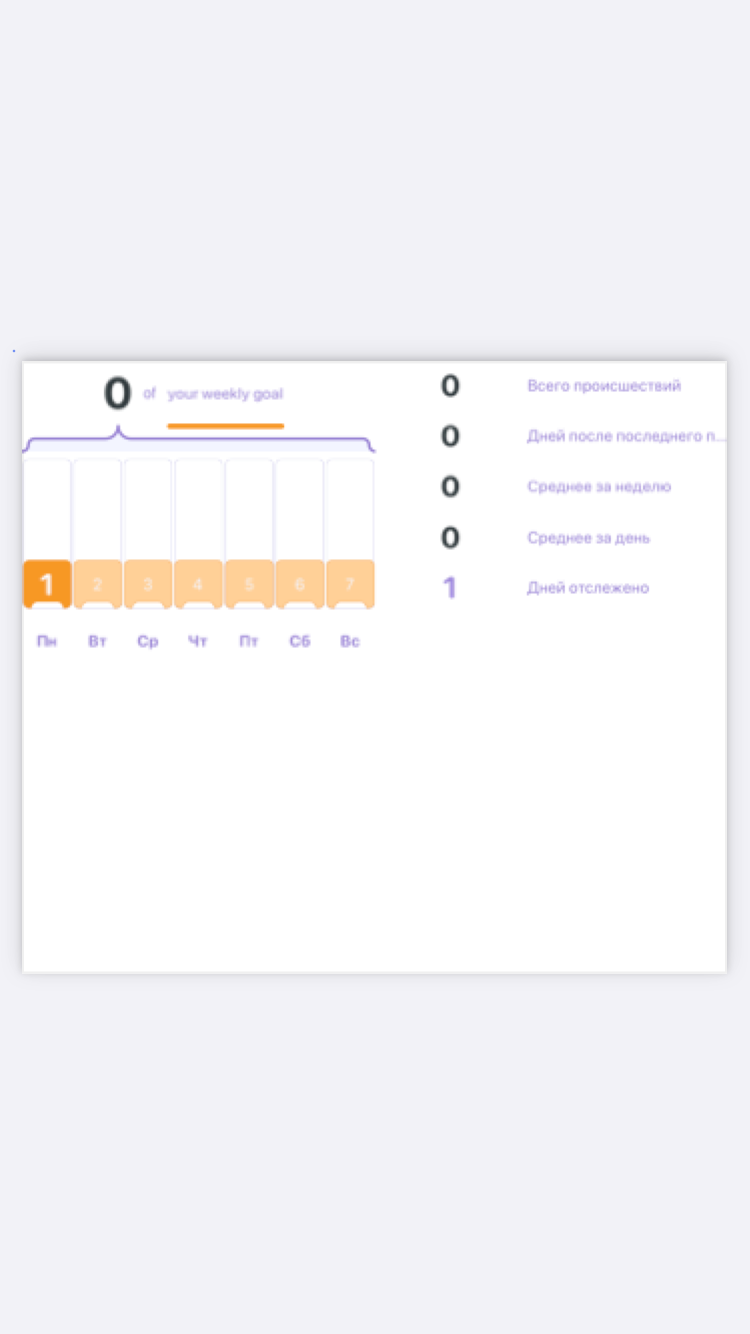 0 of your weekly goal
1 2 3 4 5 6 7
Пн Вт Ср Чт Пт Сб Вс
0 Всего происшествий
0 Дней после последнего п...
0 Среднее за неделю
0 Среднее за день
1 Дней отслежено